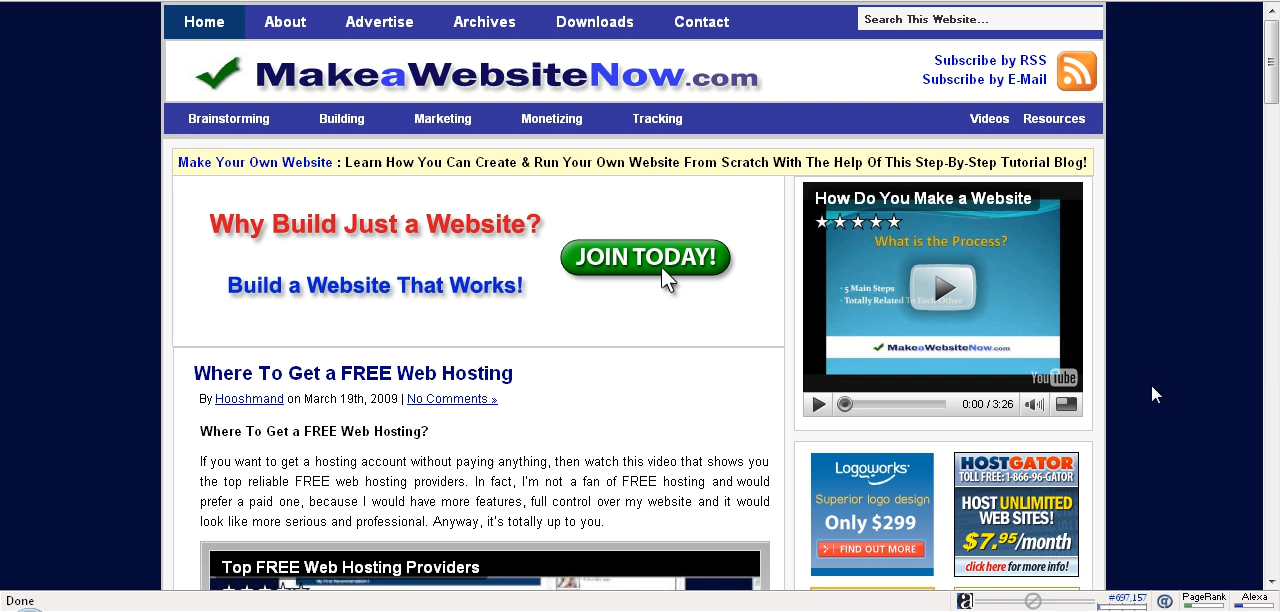 Home About Advertise Archives Downloads Contact
Search This Website...
MakeaWebsiteNow.com
Subscribe by RSS
Subscribe by E-Mail
Brainstorming Building Marketing Monetizing Tracking Videos Resources
Make Your Own Website : Learn How You Can Create & Run Your Own Website From Scratch With The Help Of This Step-By-Step Tutorial Blog!
Why Build Just a Website?
Build a Website That Works!
JOIN TODAY!
How Do You Make a Website
What is the Process?
· 5 Main Steps
· Totally Related To Each Other
MakeaWebsiteNow.com
YouTube
0:00 / 3:26
Where To Get a FREE Web Hosting
By Hooshmand on March 19th, 2009 | No Comments »
Where To Get a FREE Web Hosting?
If you want to get a hosting account without paying anything, then watch this video that shows you
the top rated FREE web hosting providers. In fact, I'm not a fan of FREE hosting and would
prefer a paid one, because I would have more features, full control over my website and it would
look like more serious and professional. Anyway, it's totally up to you.
Top FREE Web Hosting Providers
Logoworks
Superior logo design
Only $299
FIND OUT MORE
HOSTGATOR
TOLL FREE: 1-866-96-GATOR
HOST UNLIMITED
WEB SITES!
$7.95/month
click here for more info!
Done
#697,157
@
PageRank
Alexa